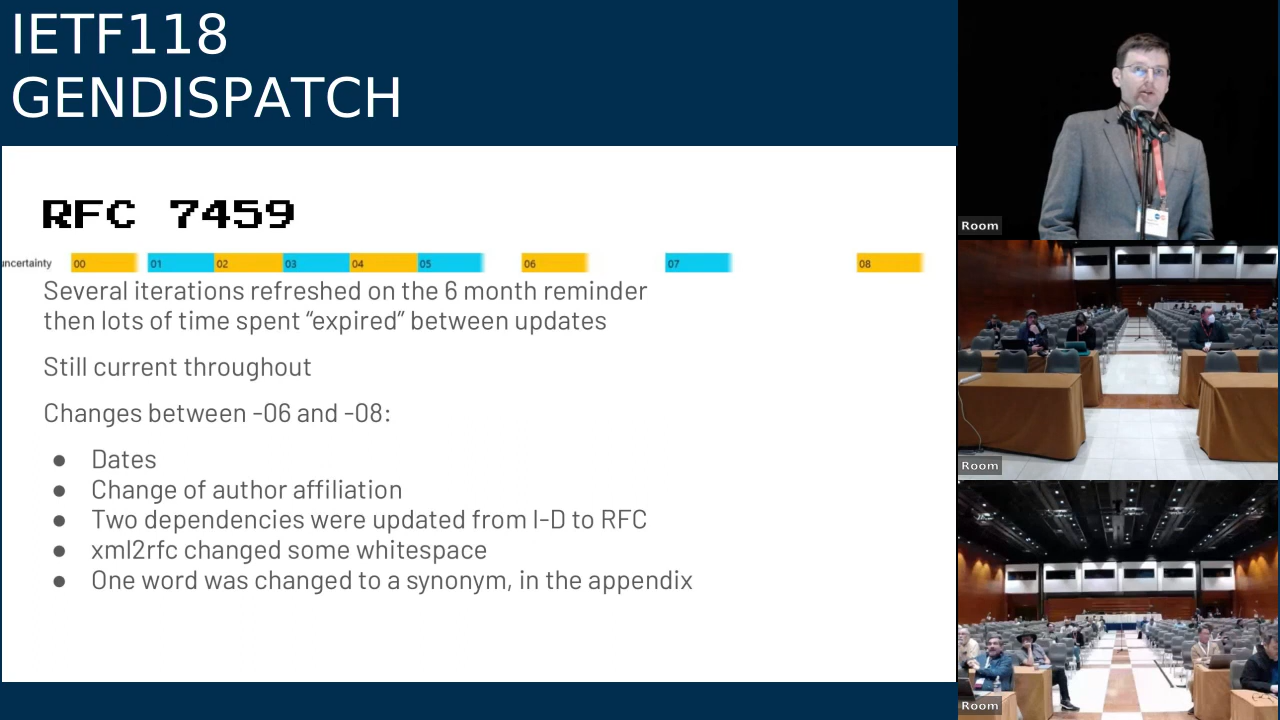 IETF118
GENDISPATCH
RFC 7459
uncertainty 00 01 02 03 04 05 06 07 08
Several iterations refreshed on the 6 month reminder
then lots of time spent “expired” between updates
Still current throughout
Changes between -06 and -08:
● Dates
● Change of author affiliation
● Two dependencies were updated from I-D to RFC
● xml2rfc changed some whitespace
● One word was changed to a synonym, in the appendix
Room
Room
Room